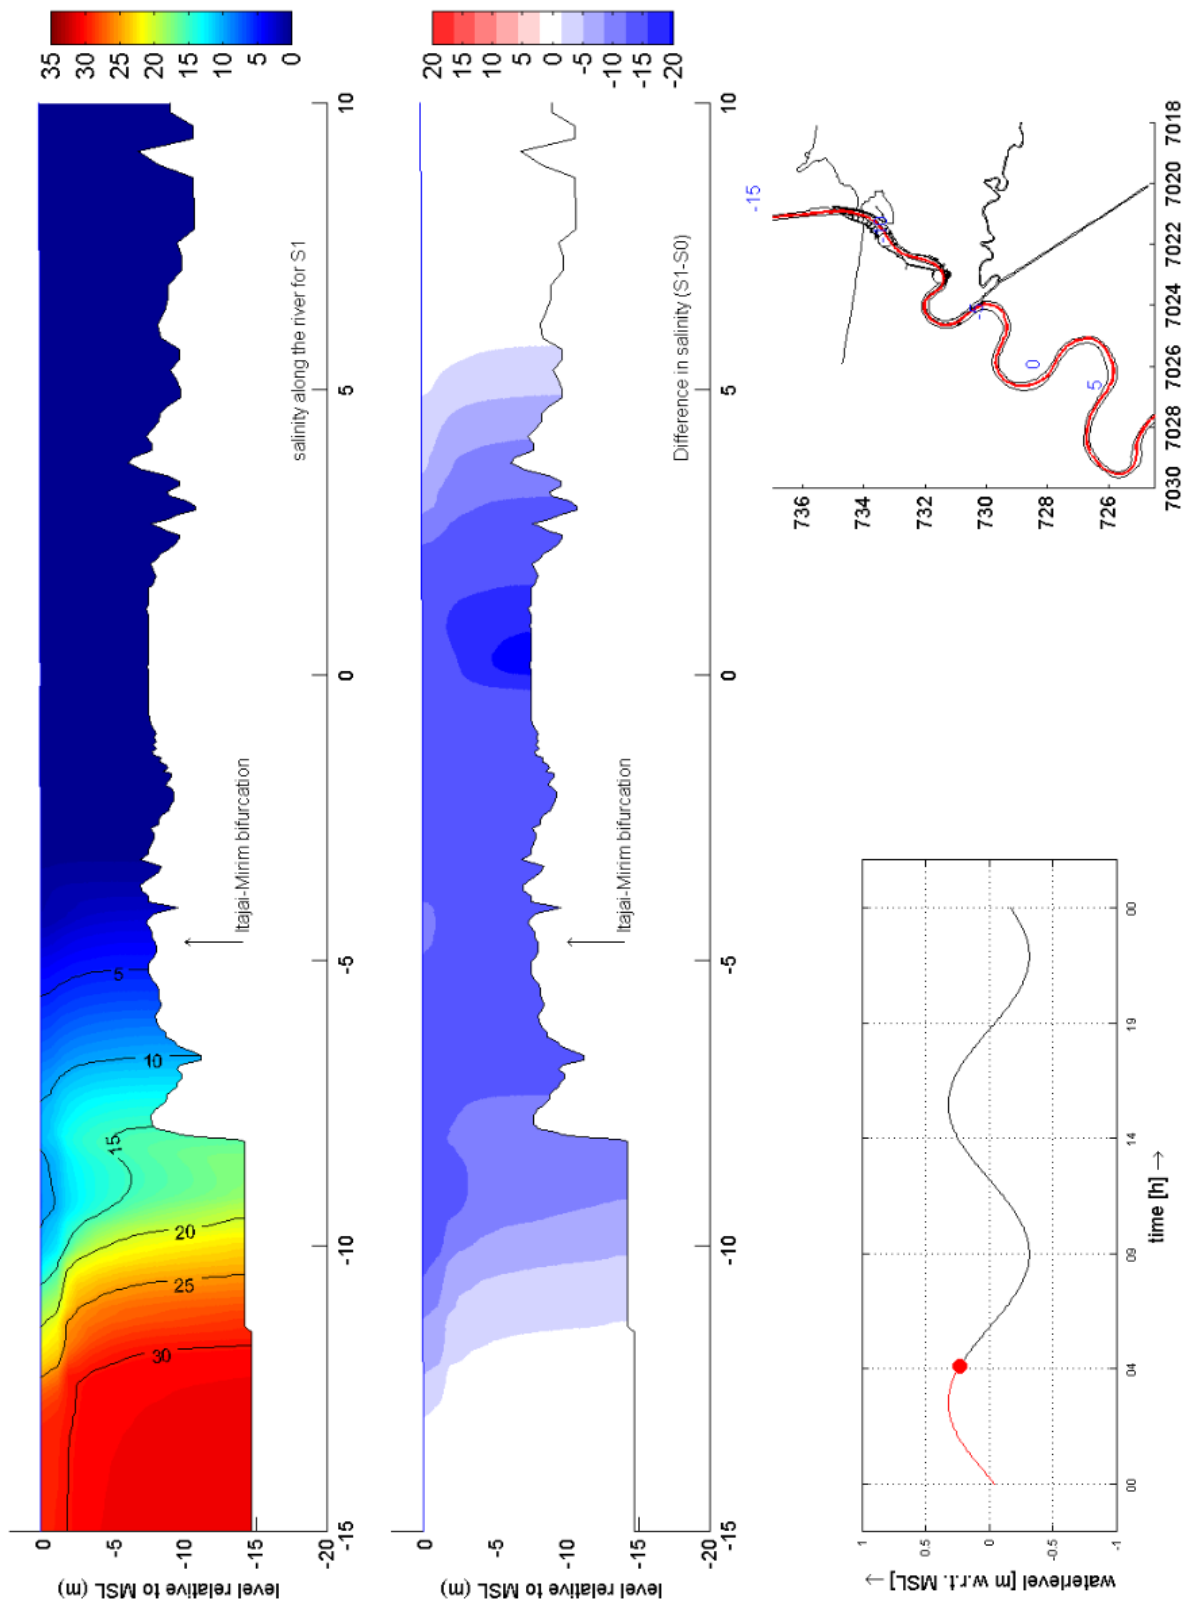 35 30 25 20 15 10 5 0
0
-5
-10
-15
-20
level relative to MSL (m)
-15 -10 -5 0 5 10
30 25 20 15 10 5
Itajai-Mirim bifurcation
salinity along the river for S1
20 15 10 5 0 -5 -10 -15 -20
0
-5
-10
-15
-20
level relative to MSL (m)
-15 -10 -5 0 5 10
Itajai-Mirim bifurcation
Difference in salinity (S1-S0)
1
0.5
0
-0.5
-1
waterlevel [m w.r.t. MSL] →
00 04 09 14 19 00
time [h] →
736
734
731
730
728
726
7030 7028 7026 7024 7022 7020 7018
-15
0
5